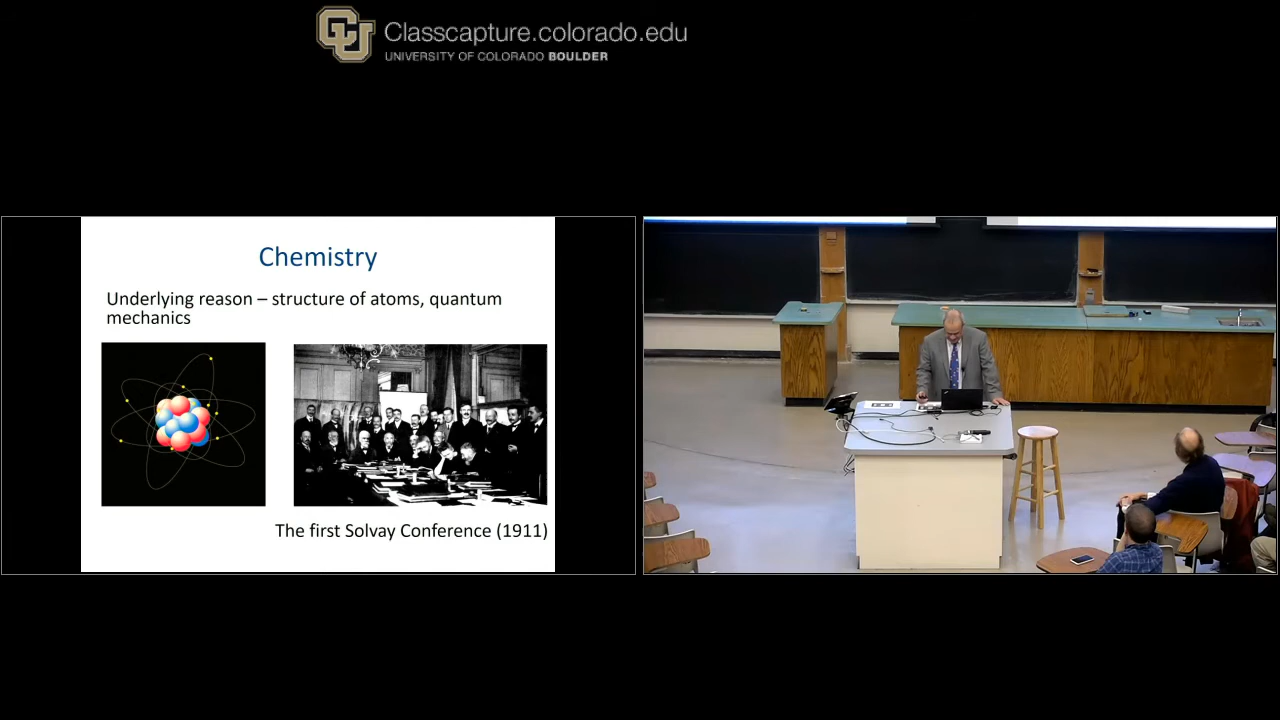 CU
Classcapture.colorado.edu
UNIVERSITY OF COLORADO BOULDER
Chemistry
Underlying reason – structure of atoms, quantum
mechanics
The first Solvay Conference (1911)